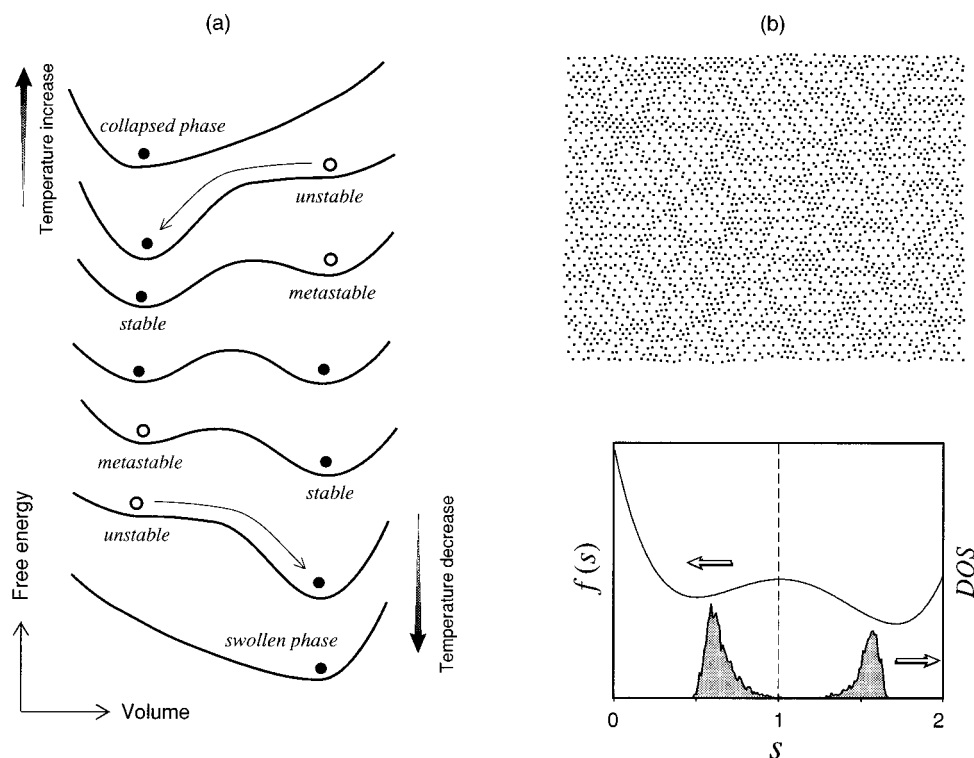 (a)
Temperature increase
collapsed phase
unstable
metastable
stable
metastable
stable
unstable
Free energy
swollen phase
Temperature decrease
Volume
(b)
f(s)
DOS
0
1
2
s